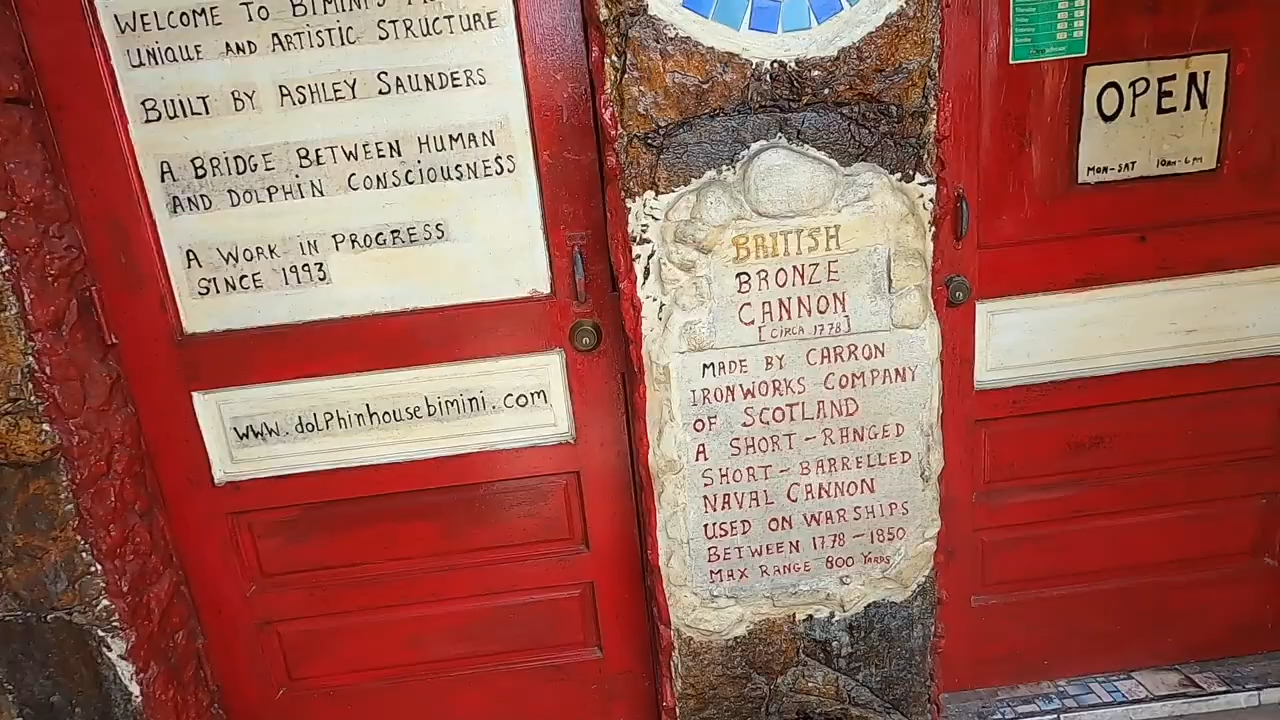 WELCOME TO BIMINI'S
UNIQUE AND ARTISTIC STRUCTURE
BUILT BY ASHLEY SAUNDERS
A BRIDGE BETWEEN HUMAN
AND DOLPHIN CONSCIOUSNESS
A WORK IN PROGRESS
SINCE 1993
www.dolphinhousebimini.com
BRITISH
BRONZE
CANNON
[CIRCA 1778]
MADE BY CARRON
IRONWORKS COMPANY
OF SCOTLAND
A SHORT-RANGED
SHORT-BARRELLED
NAVAL CANNON
USED ON WARSHIPS
BETWEEN 1778-1850
MAX RANGE 800 YARDS
OPEN
MON-SAT 10AM-6PM